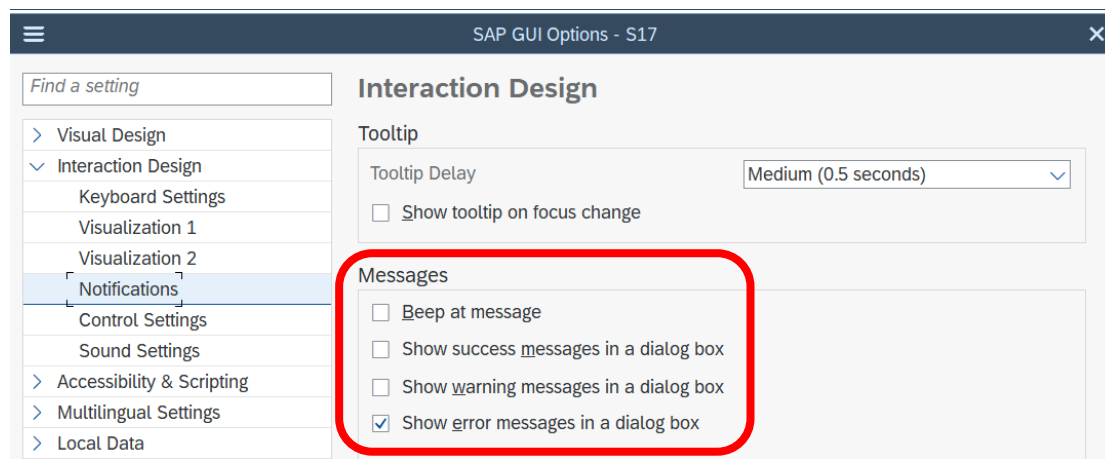 SAP GUI Options - S17
Find a setting
Visual Design
Interaction Design
Keyboard Settings
Visualization 1
Visualization 2
Notifications
Control Settings
Sound Settings
Accessibility & Scripting
Multilingual Settings
Local Data
Interaction Design
Tooltip
Tooltip Delay
Medium (0.5 seconds)
Show tooltip on focus change
Messages
Beep at message
Show success messages in a dialog box
Show warning messages in a dialog box
Show error messages in a dialog box